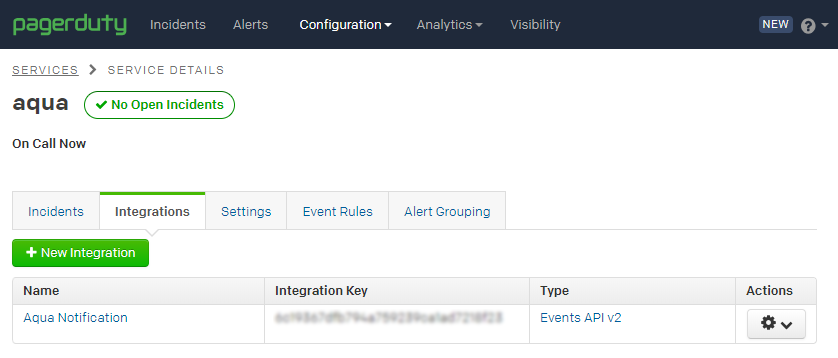 pagerduty Incidents Alerts Configuration Analytics Visibility NEW ?
SERVICES > SERVICE DETAILS
aqua ✔ No Open Incidents
On Call Now
Incidents Integrations Settings Event Rules Alert Grouping
+ New Integration
Name Integration Key Type Actions
Aqua Notification Events API v2